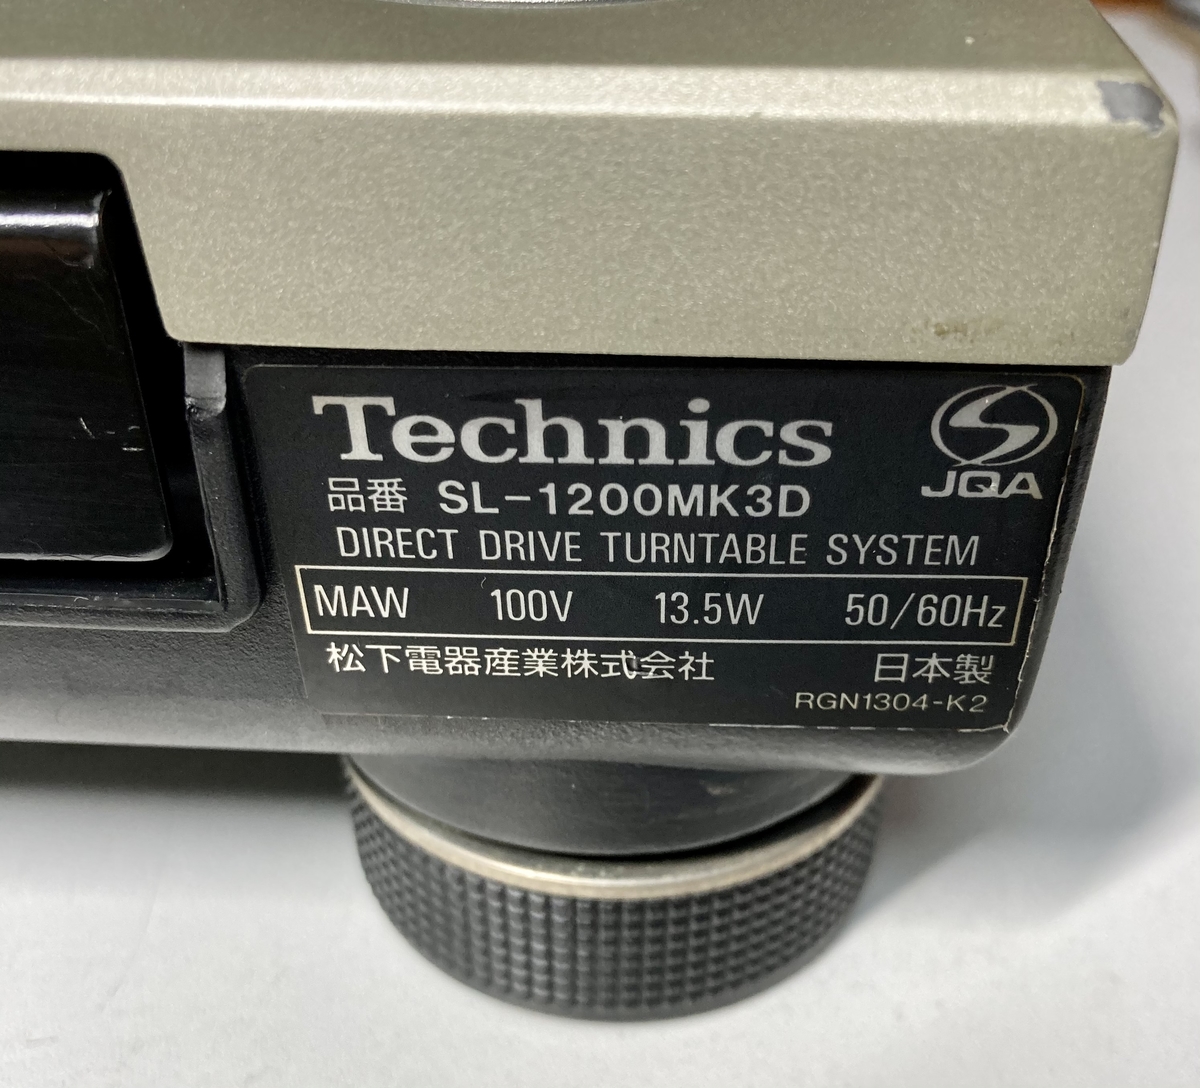 Technics
JQA
品番 SL-1200MK3D
DIRECT DRIVE TURNTABLE SYSTEM
MAW 100V 13.5W 50/60Hz
松下電器産業株式会社 日本製
RGN1304-K2